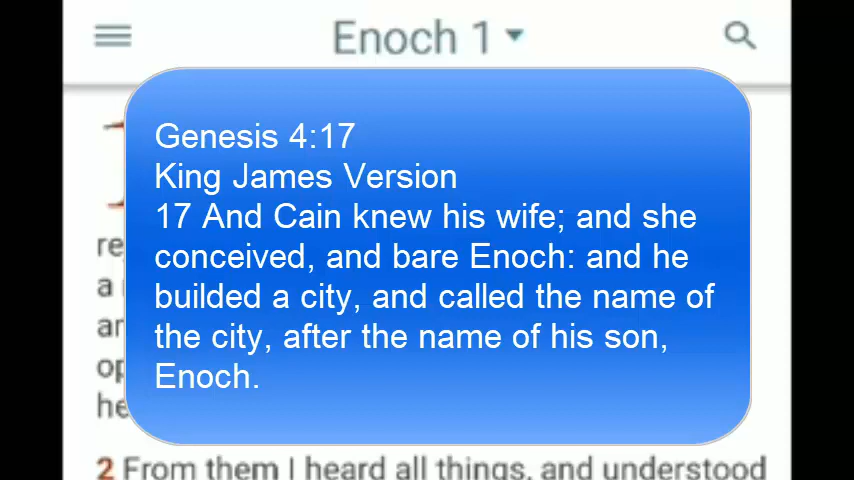 Enoch 1
Genesis 4:17
King James Version
17 And Cain knew his wife; and she
conceived, and bare Enoch: and he
builded a city, and called the name of
the city, after the name of his son,
Enoch.
2 From them I heard all things, and understood